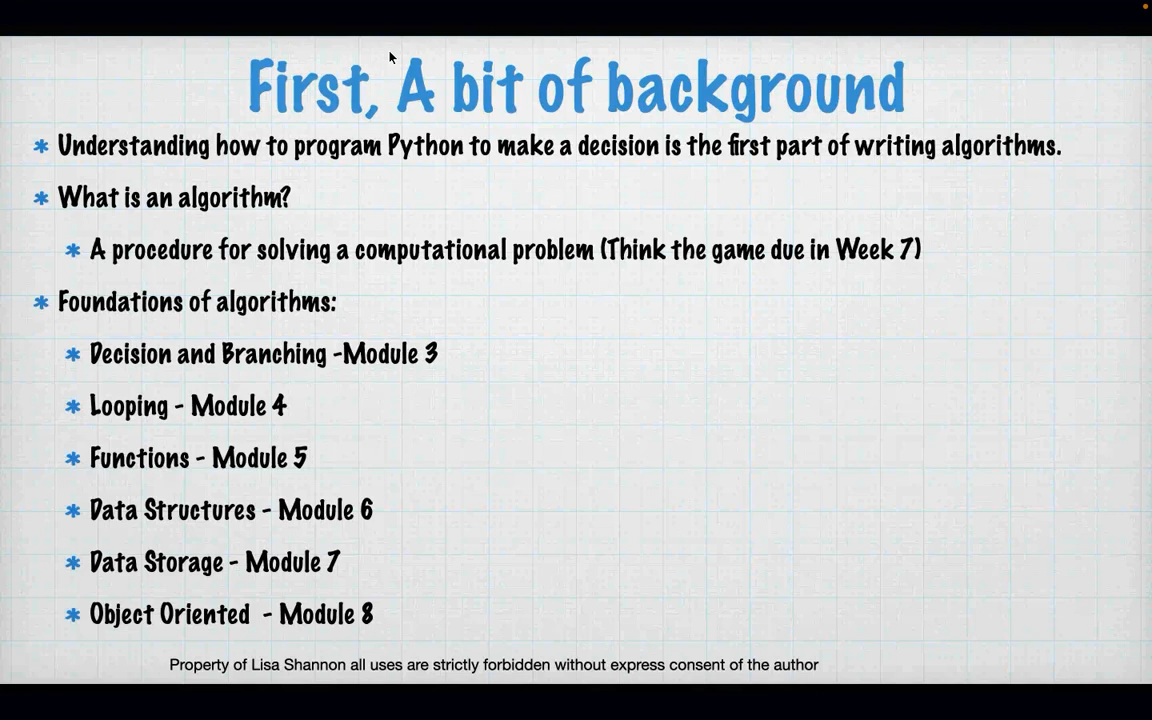 First, A bit of background
* Understanding how to program Python to make a decision is the first part of writing algorithms.
* What is an algorithm?
* A procedure for solving a computational problem (Think the game due in Week 7)
* Foundations of algorithms:
* Decision and Branching -Module 3
* Looping - Module 4
* Functions - Module 5
* Data Structures - Module 6
* Data Storage - Module 7
* Object Oriented - Module 8
Property of Lisa Shannon all uses are strictly forbidden without express consent of the author